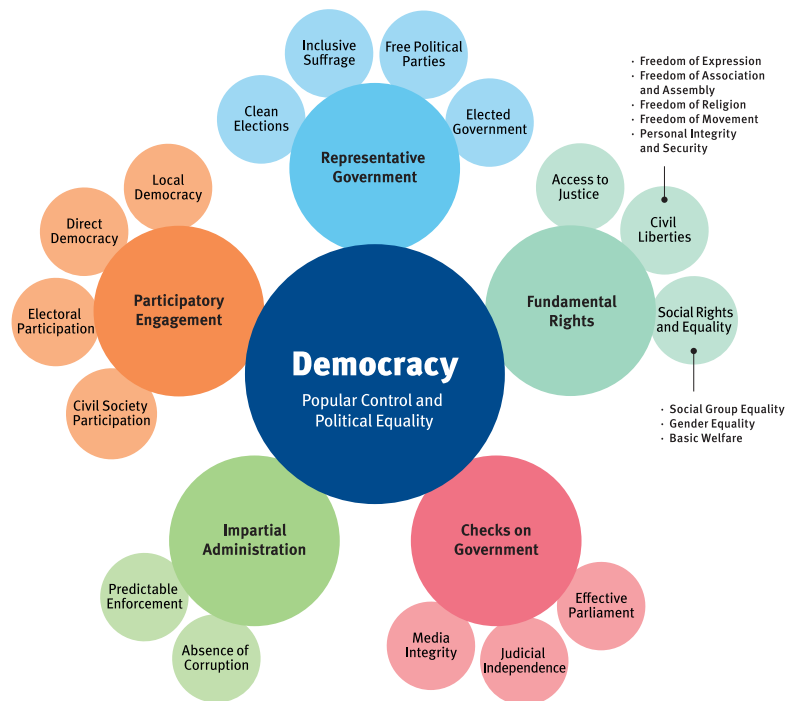 Democracy
Popular Control and
Political Equality
Representative
Government
Clean
Elections
Inclusive
Suffrage
Free Political
Parties
Elected
Government
Fundamental
Rights
Access to
Justice
Civil
Liberties
· Freedom of Expression
· Freedom of Association
and Assembly
· Freedom of Religion
· Freedom of Movement
· Personal Integrity
and Security
Social Rights
and Equality
· Social Group Equality
· Gender Equality
· Basic Welfare
Checks on
Government
Effective
Parliament
Judicial
Independence
Media
Integrity
Impartial
Administration
Absence of
Corruption
Predictable
Enforcement
Participatory
Engagement
Civil Society
Participation
Electoral
Participation
Direct
Democracy
Local
Democracy